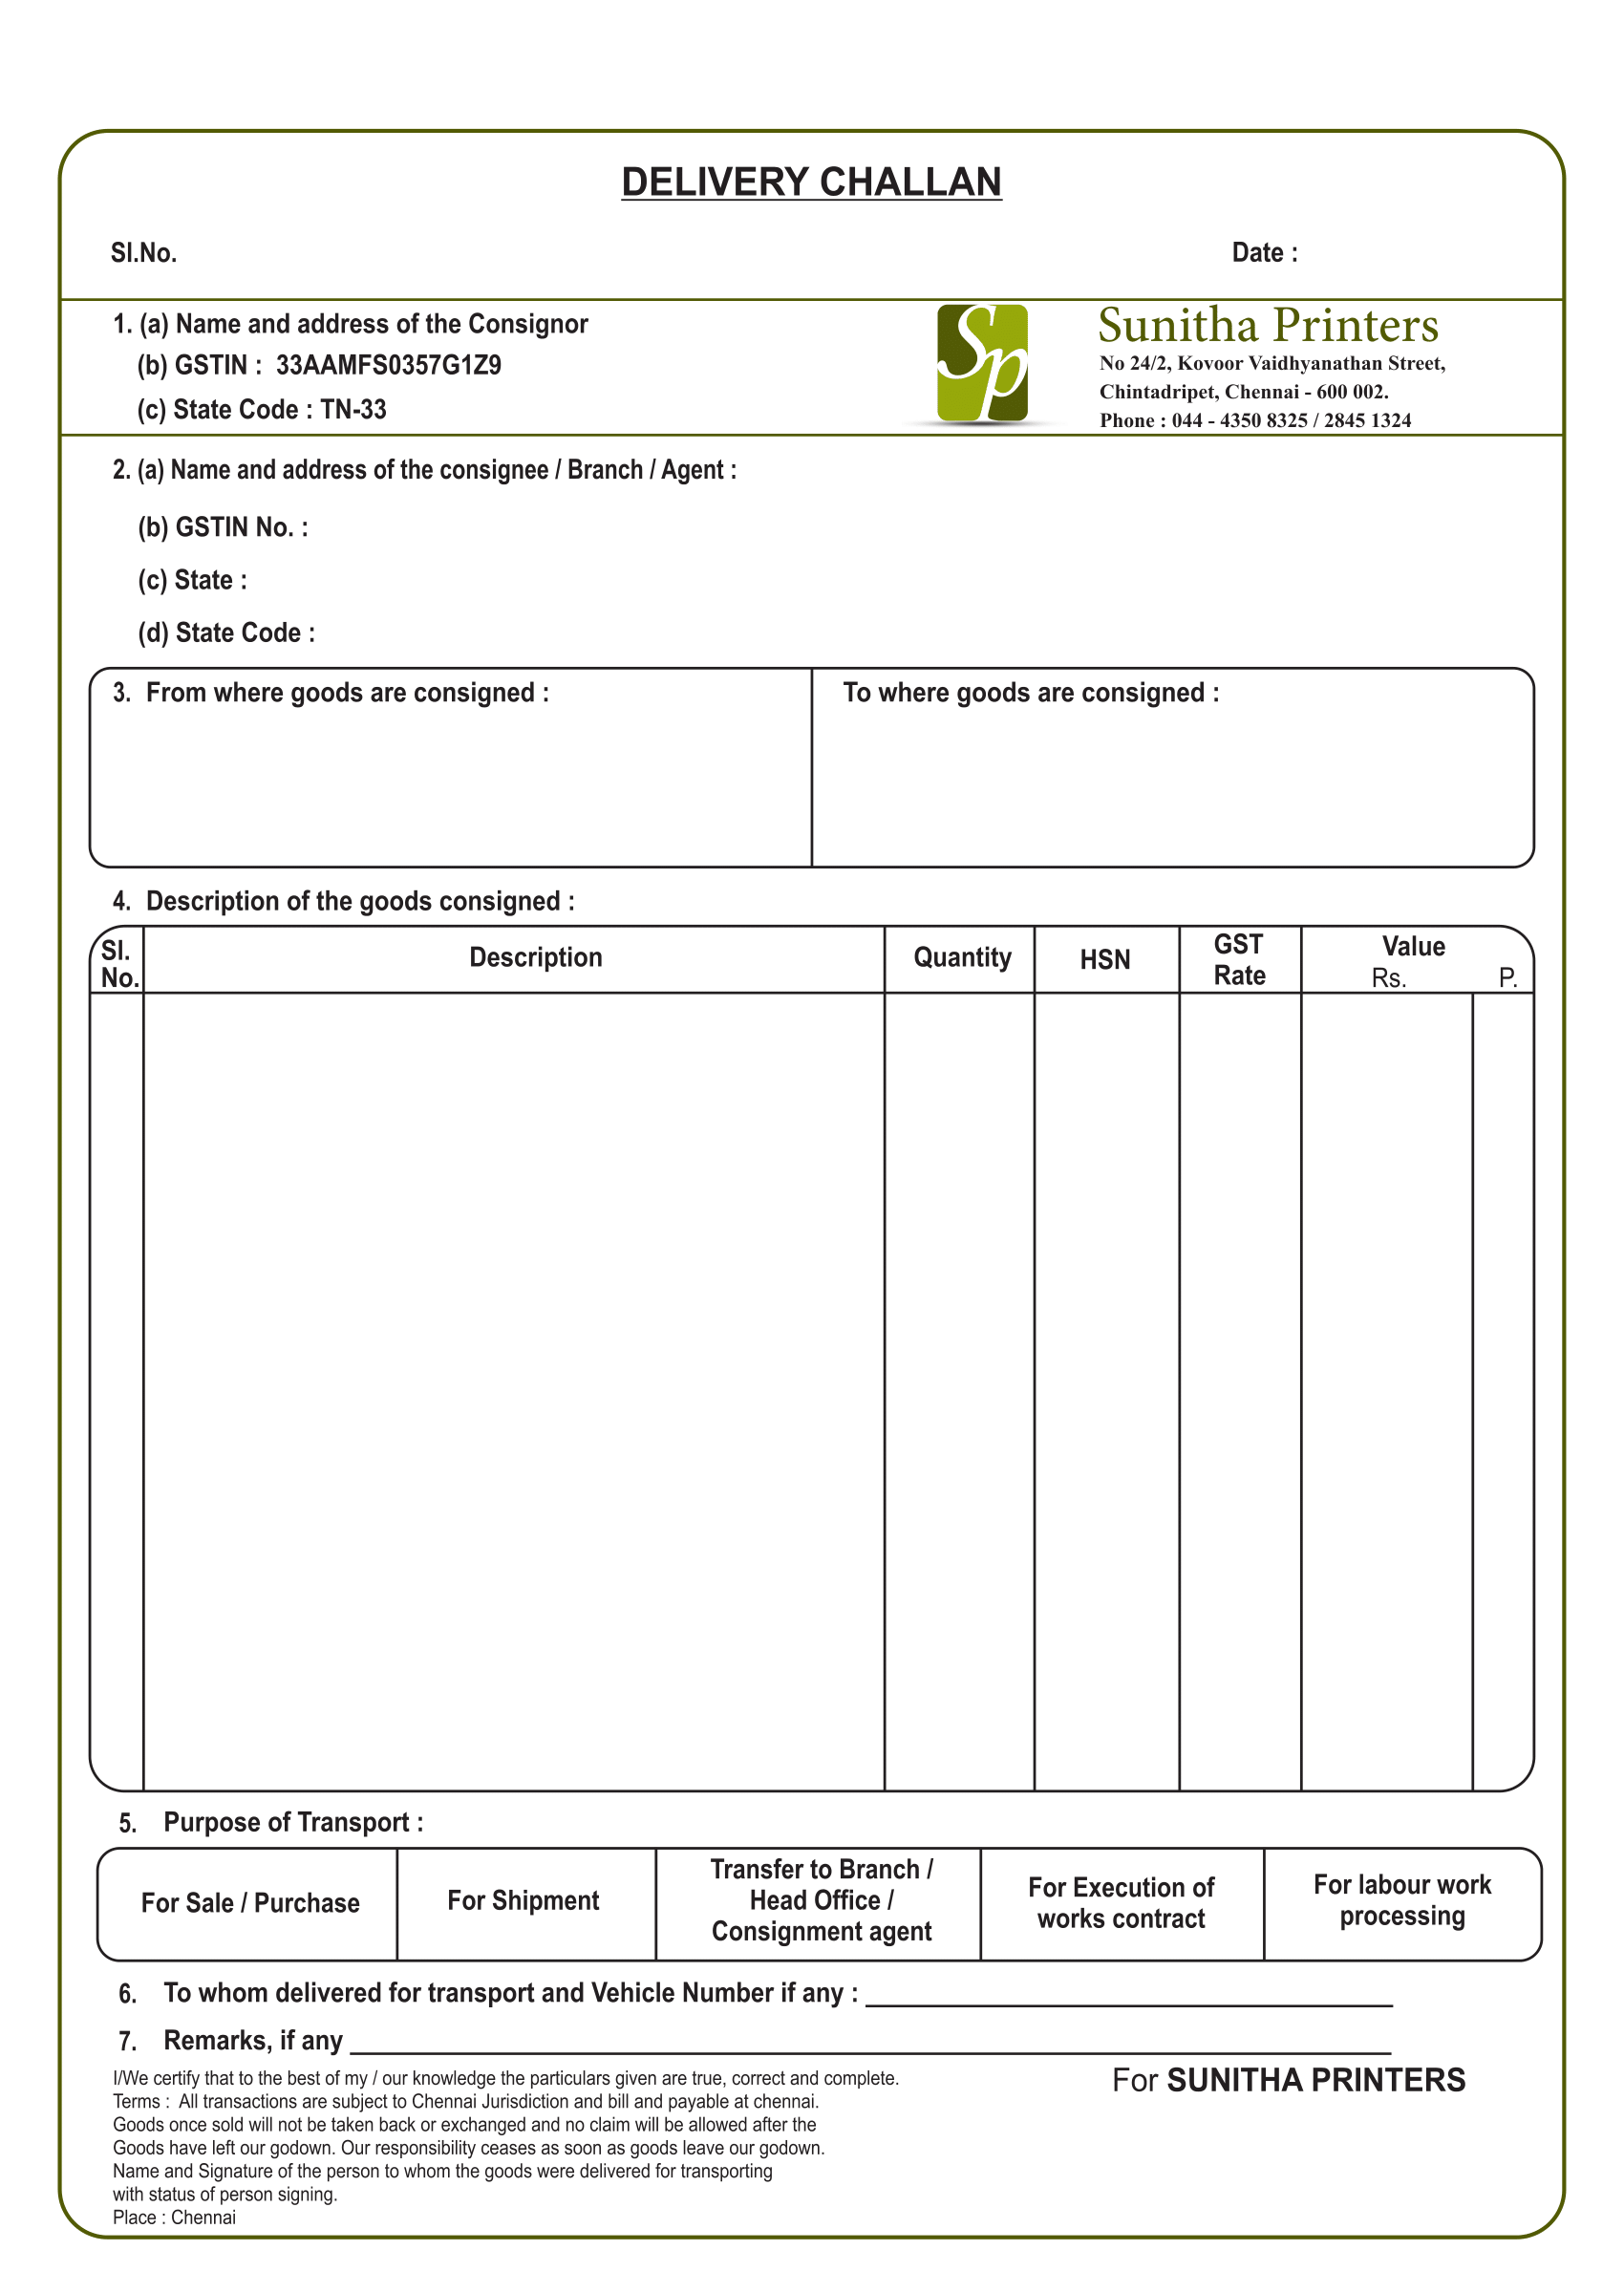 DELIVERY CHALLAN
Sl.No.
Date :
1. (a) Name and address of the Consignor
(b) GSTIN : 33AAMFS0357G1Z9
(c) State Code : TN-33
Sp
Sunitha Printers
No 24/2, Kovoor Vaidhyanathan Street,
Chintadripet, Chennai - 600 002.
Phone : 044 - 4350 8325 / 2845 1324
2. (a) Name and address of the consignee / Branch / Agent :
(b) GSTIN No. :
(c) State :
(d) State Code :
3. From where goods are consigned :
To where goods are consigned :
4. Description of the goods consigned :
Sl.
No.
Description
Quantity
HSN
GST
Rate
Value
Rs. P.
5. Purpose of Transport :
For Sale / Purchase
For Shipment
Transfer to Branch /
Head Office /
Consignment agent
For Execution of
works contract
For labour work
processing
6. To whom delivered for transport and Vehicle Number if any :
7. Remarks, if any
I/We certify that to the best of my / our knowledge the particulars given are true, correct and complete.
Terms : All transactions are subject to Chennai Jurisdiction and bill and payable at chennai.
Goods once sold will not be taken back or exchanged and no claim will be allowed after the
Goods have left our godown. Our responsibility ceases as soon as goods leave our godown.
Name and Signature of the person to whom the goods were delivered for transporting
with status of person signing.
Place : Chennai
For SUNITHA PRINTERS